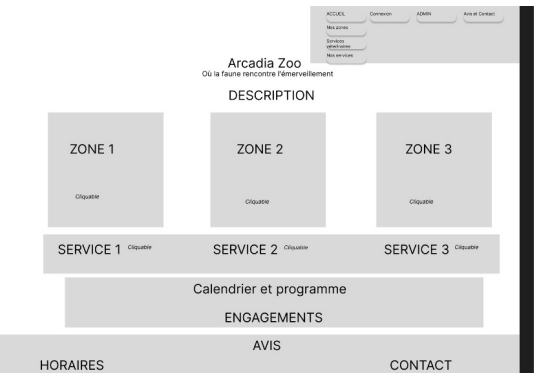 ACCUEIL Connexion ADMIN Avis et Contact
Nos zones
Services
vétérinaires
Nos services
Arcadia Zoo
Où la faune rencontre l'émerveillement
DESCRIPTION
ZONE 1 ZONE 2 ZONE 3
Cliquable Cliquable Cliquable
SERVICE 1 Cliquable SERVICE 2 Cliquable SERVICE 3 Cliquable
Calendrier et programme
ENGAGEMENTS
AVIS
HORAIRES CONTACT